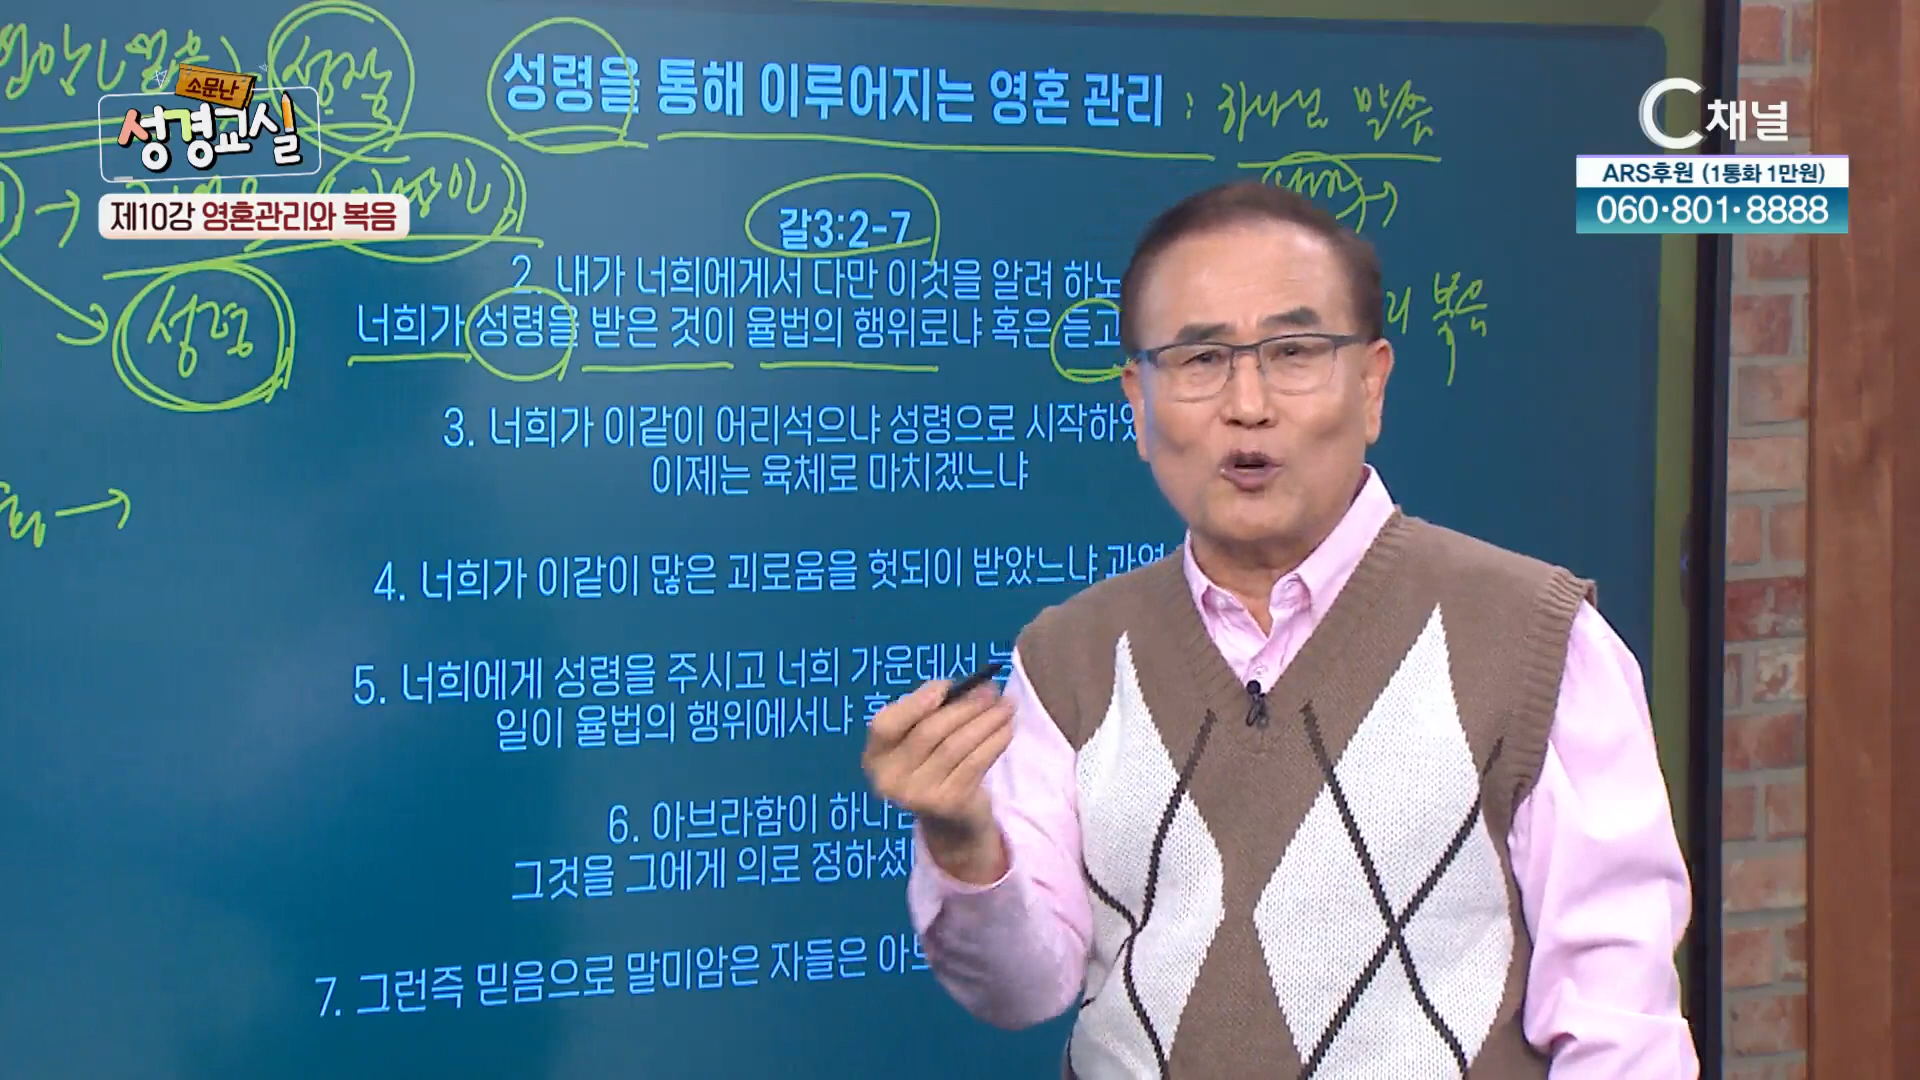 소문난
성경교실
제10강 영혼관리와 복음
C채널
ARS후원 (1통화 1만원)
060·801·8888
성령을 통해 이루어지는 영혼 관리 : 하나님 말씀
갈3:2-7
2. 내가 너희에게서 다만 이것을 알려 하노
너희가 성령을 받은 것이 율법의 행위로냐 혹은 듣고
3. 너희가 이같이 어리석으냐 성령으로 시작하였
이제는 육체로 마치겠느냐
4. 너희가 이같이 많은 괴로움을 헛되이 받았느냐 과연
5. 너희에게 성령을 주시고 너희 가운데서
일이 율법의 행위에서냐 혹
6. 아브라함이 하나님
그것을 그에게 의로 정하셨
7. 그런즉 믿음으로 말미암은 자들은 아브
성령
복음